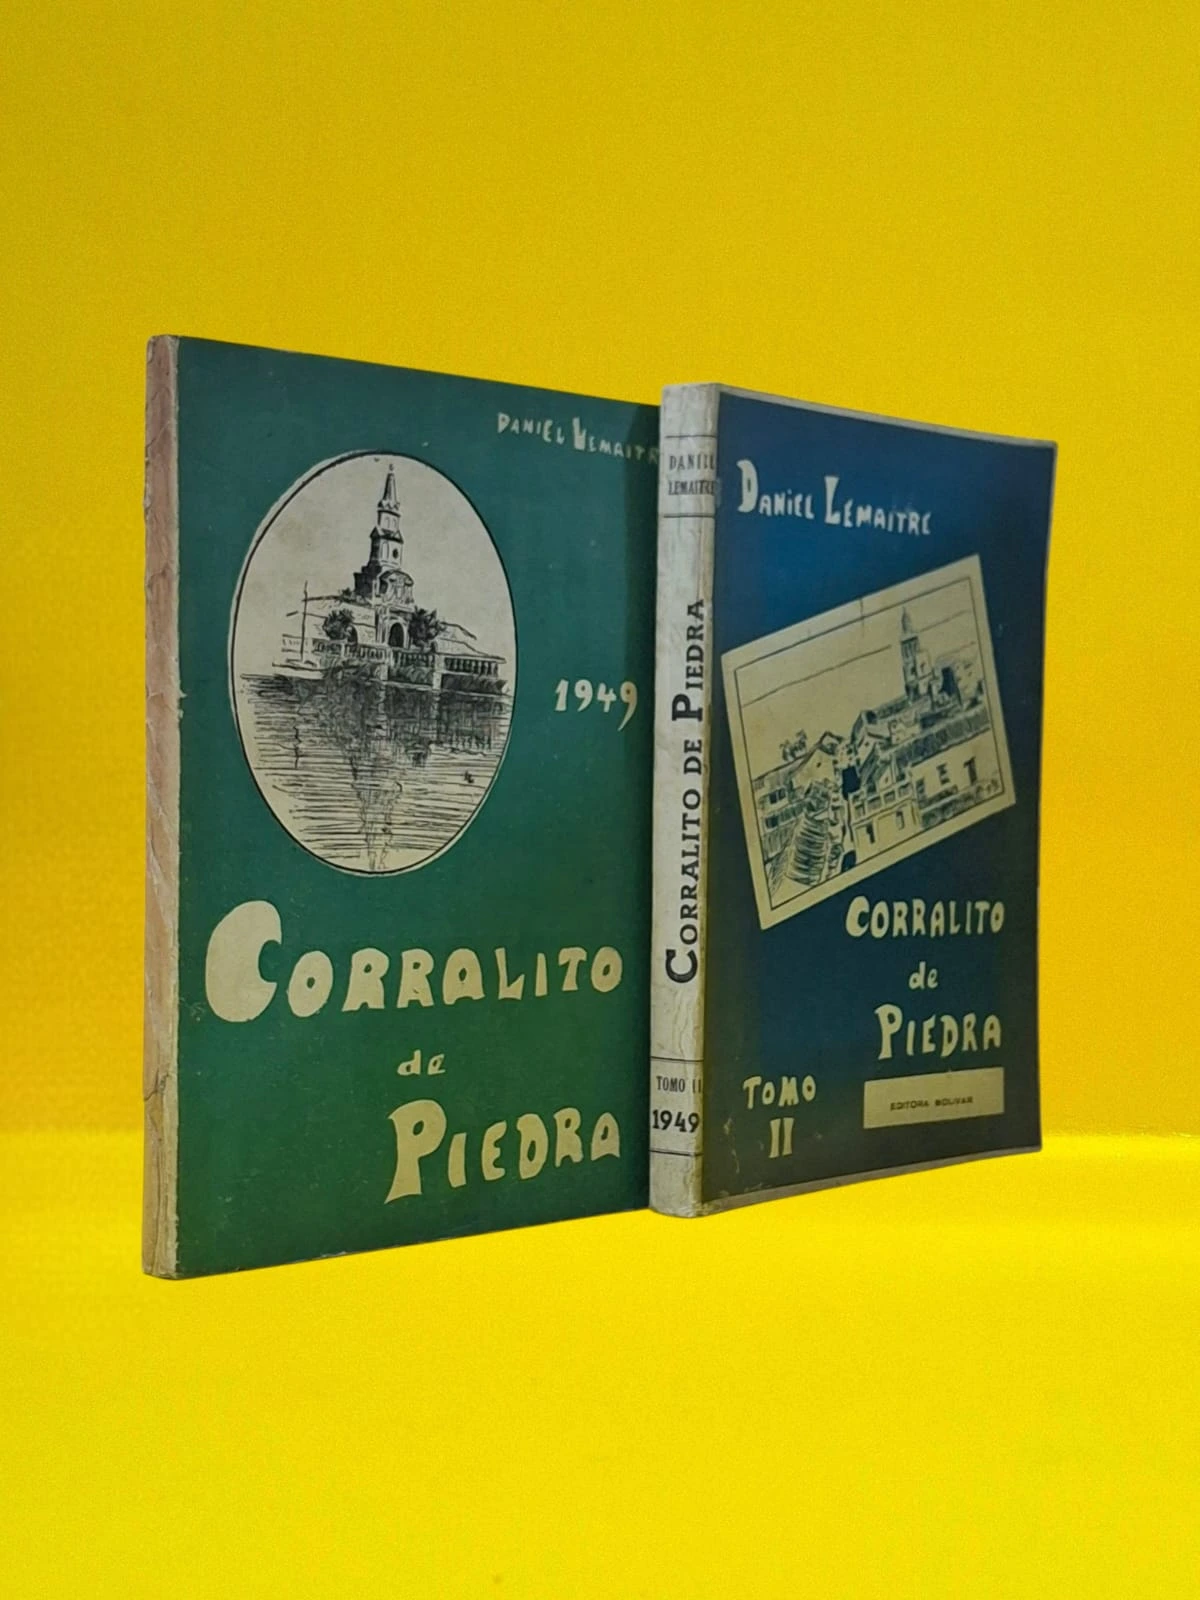 DANIEL LEMAITRE
1949
CORRALITO
de
PIEDRA
DANIEL
LEMAITRE
CORRALITO DE PIEDRA
TOMO II
1949
DANIEL LEMAITRE
CORRALITO
de
PIEDRA
TOMO
II
EDITORA BOLIVAR